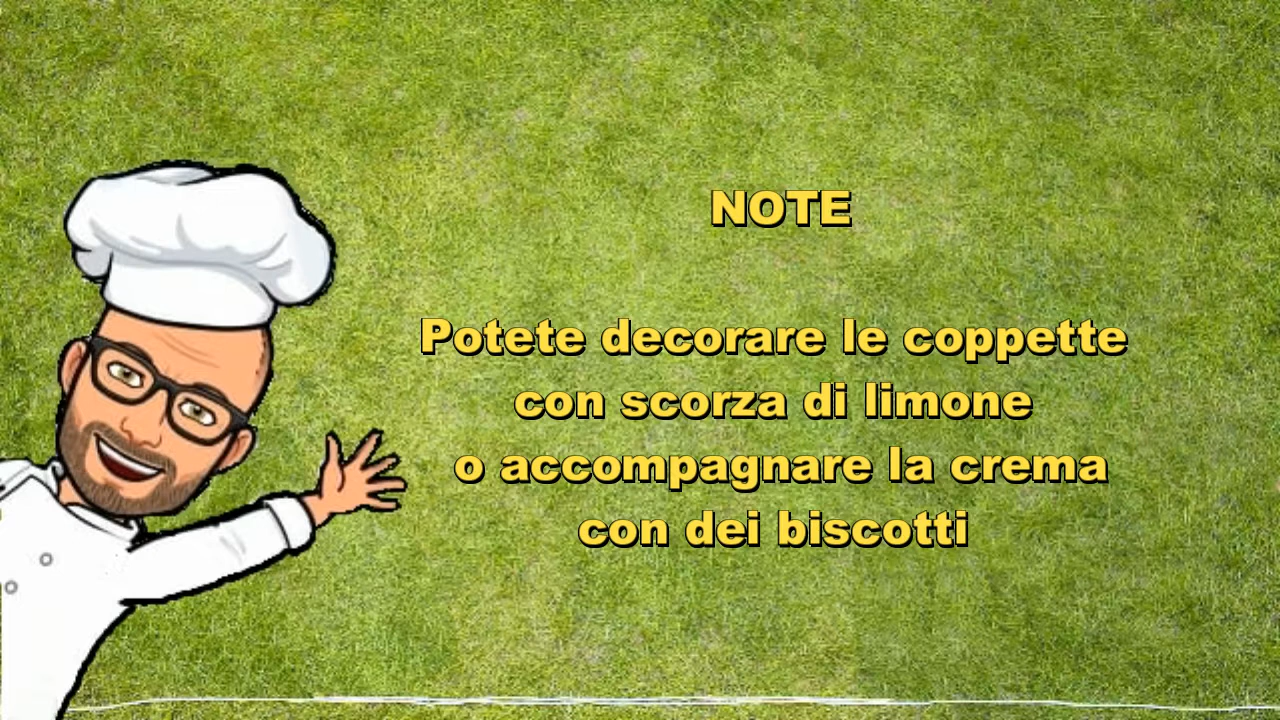 NOTE
Potete decorare le coppette
con scorza di limone
o accompagnare la crema
con dei biscotti